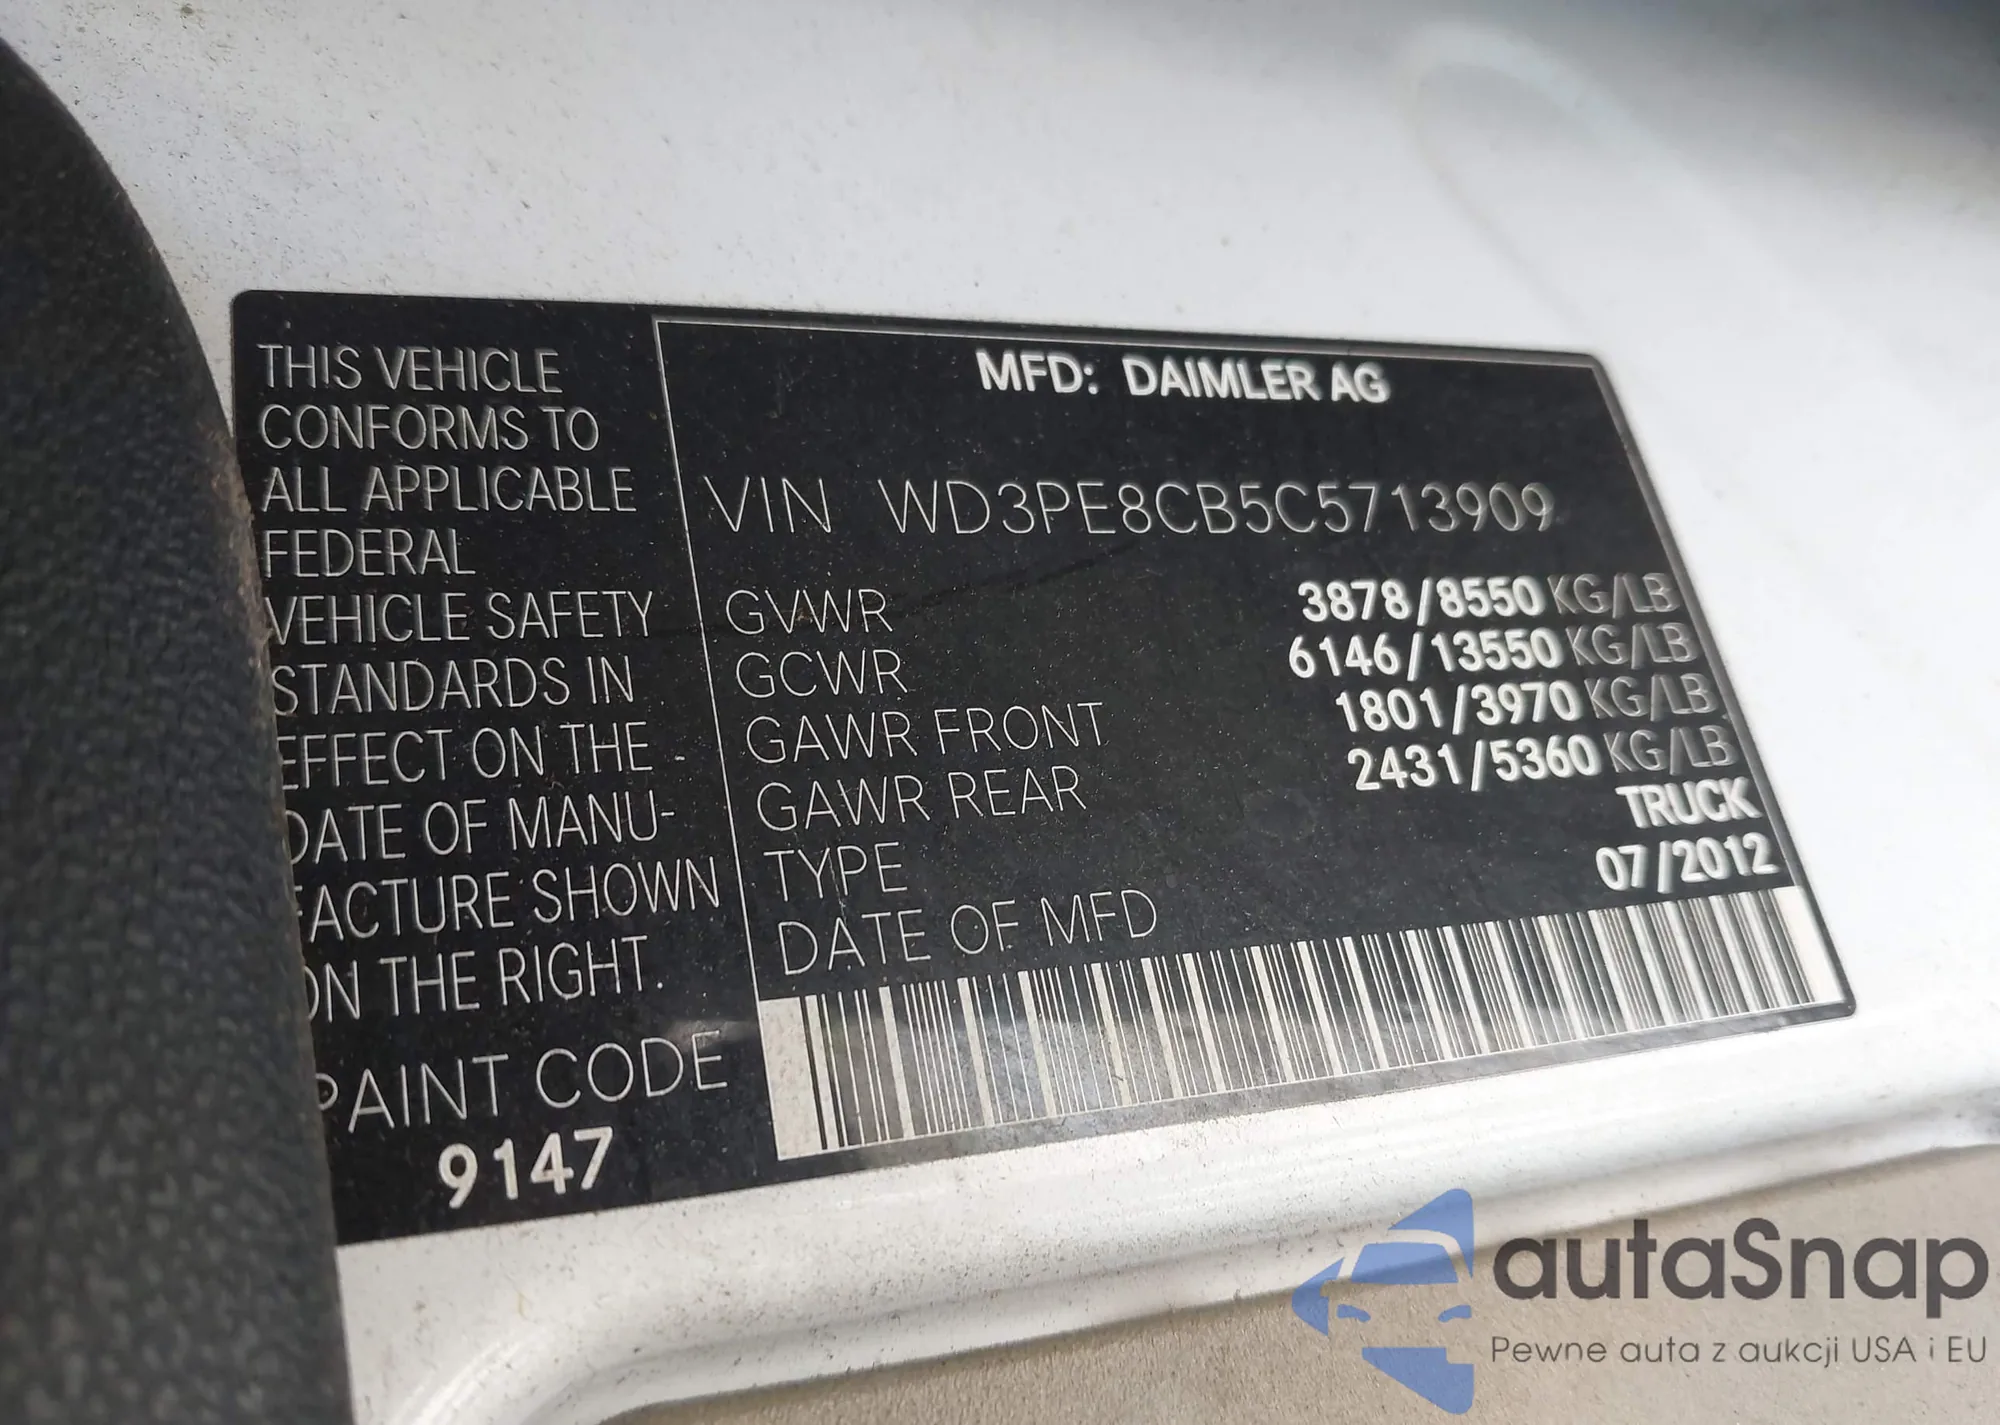 THIS VEHICLE
CONFORMS TO
ALL APPLICABLE
FEDERAL
VEHICLE SAFETY
STANDARDS IN
EFFECT ON THE
DATE OF MANU-
FACTURE SHOWN
ON THE RIGHT.
PAINT CODE
9147
MFD: DAIMLER AG
VIN WD3PE8CB5C5713909
GVWR 3878/8550 KG/LB
GCWR 6146/13550 KG/LB
GAWR FRONT 1801/3970 KG/LB
GAWR REAR 2431/5360 KG/LB
TYPE TRUCK
DATE OF MFD 07/2012
autaSnap
Pewne auta z aukcji USA i EU